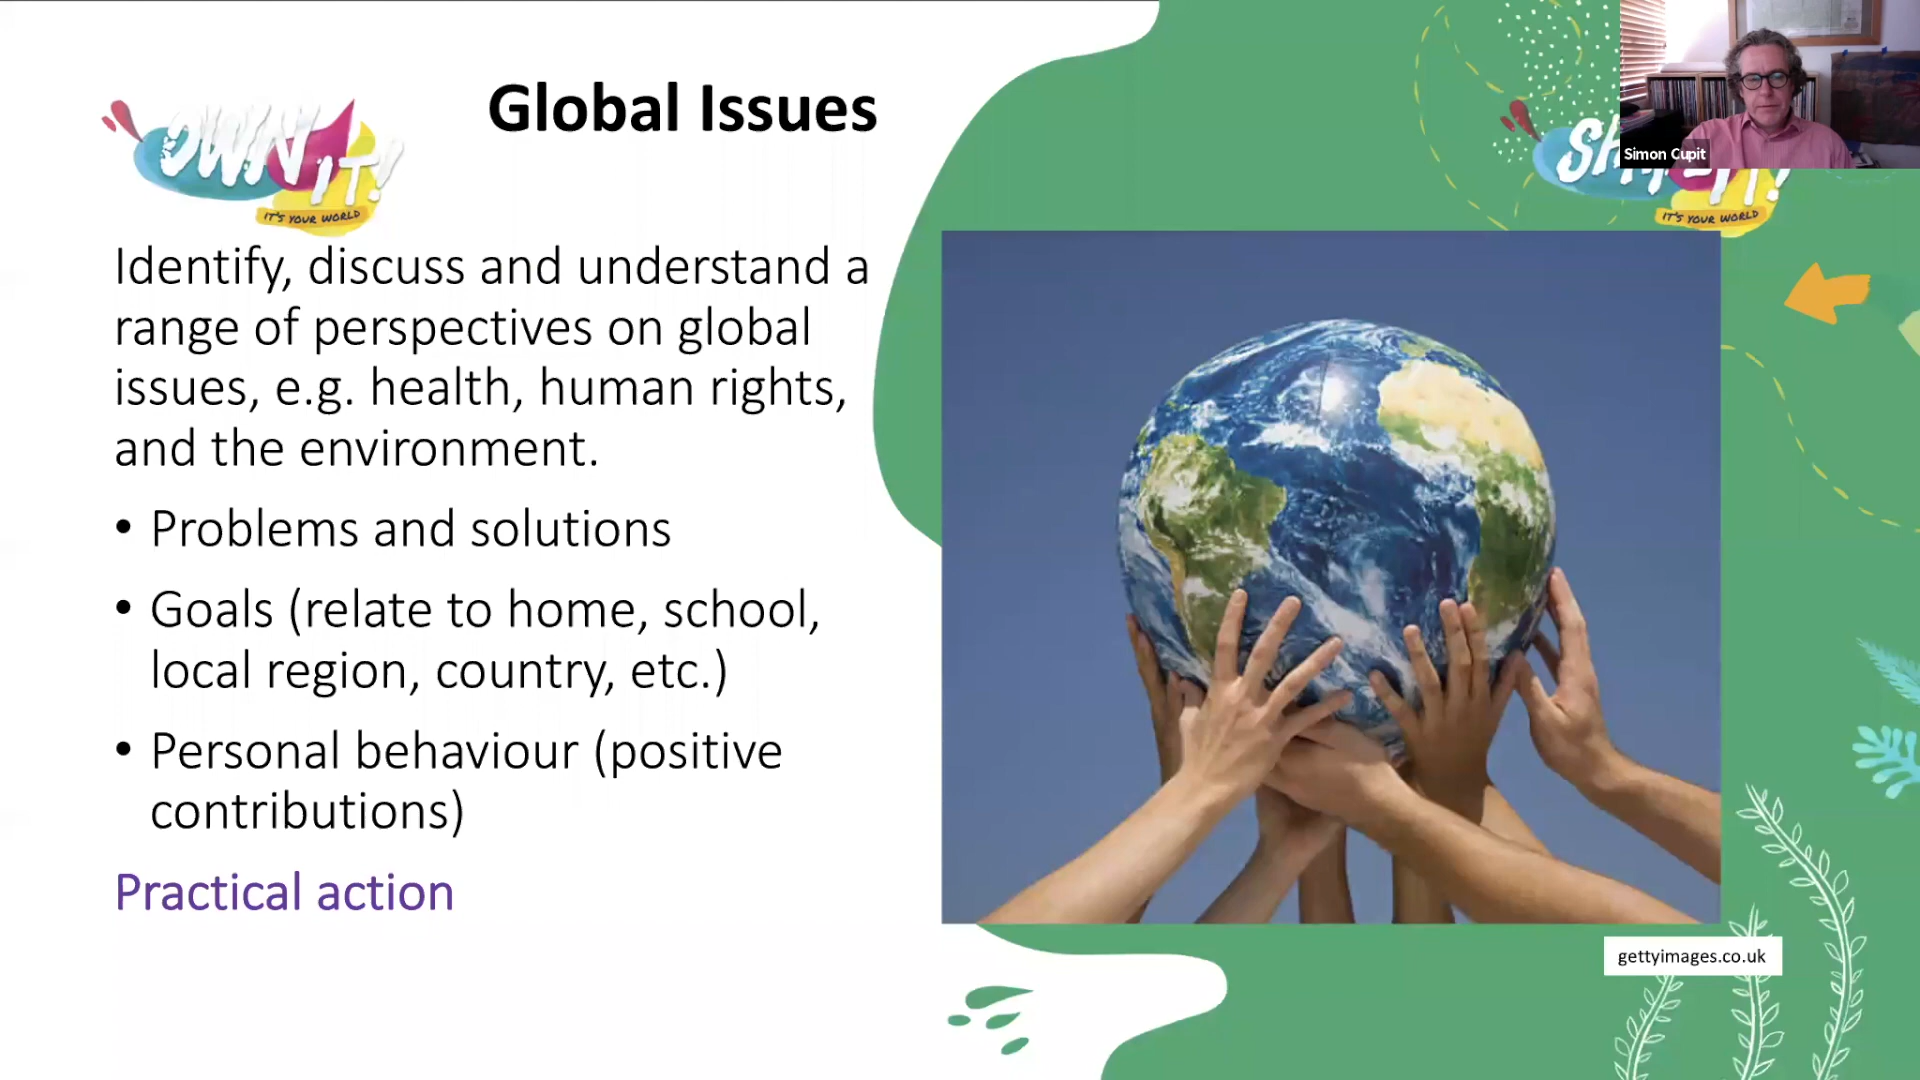 Global Issues
OWN IT!
IT'S YOUR WORLD
Identify, discuss and understand a
range of perspectives on global
issues, e.g. health, human rights,
and the environment.
• Problems and solutions
• Goals (relate to home, school,
local region, country, etc.)
• Personal behaviour (positive
contributions)
Practical action
Simon Cupit
IT!
IT'S YOUR WORLD
gettyimages.co.uk